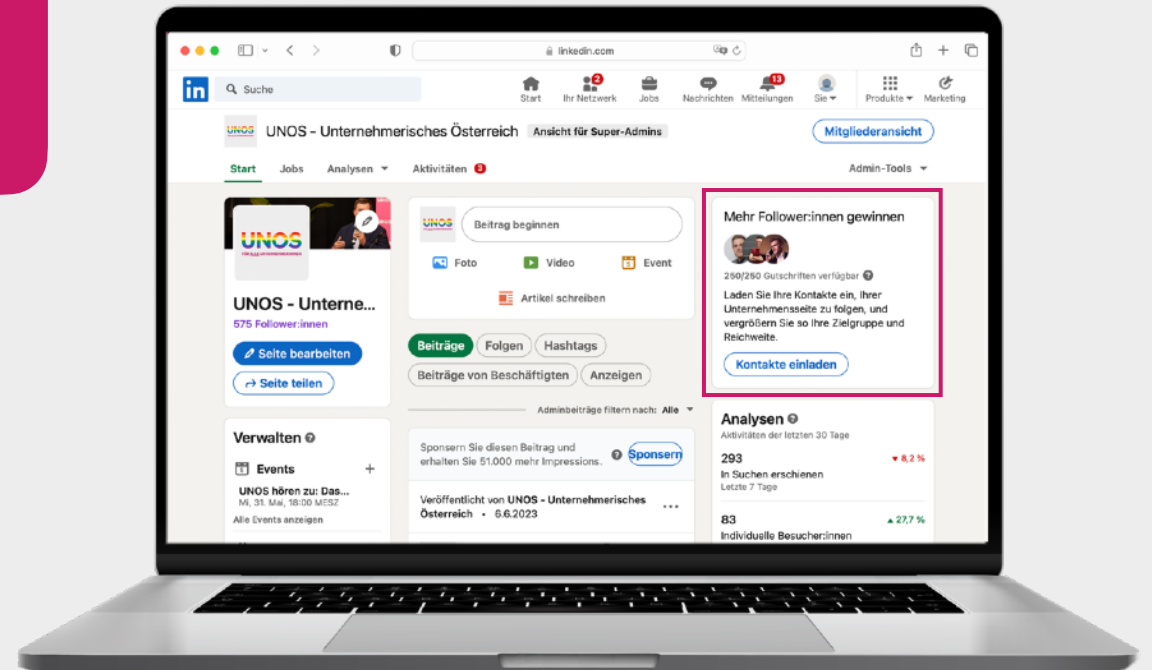 linkedin.com
in
Suche
Start
2
Ihr Netzwerk
Jobs
Nachrichten
13
Mitteilungen
Sie
Produkte
Marketing
UNOS
UNOS - Unternehmerisches Österreich
Ansicht für Super-Admins
Mitgliederansicht
Start
Jobs
Analysen
Aktivitäten
3
Admin-Tools
UNOS
UNOS - Unterne...
575 Follower:innen
Seite bearbeiten
Seite teilen
Verwalten
Events
+
UNOS hören zu: Das...
Mi, 31. Mai, 18:00 MESZ
Alle Events anzeigen
UNOS
Beitrag beginnen
Foto
Video
Event
Artikel schreiben
Beiträge
Folgen
Hashtags
Beiträge von Beschäftigten
Anzeigen
Adminbeiträge filtern nach: Alle
Sponsern Sie diesen Beitrag und
erhalten Sie 51.000 mehr Impressions.
Sponsern
Veröffentlicht von UNOS - Unternehmerisches
Österreich • 6.6.2023
Mehr Follower:innen gewinnen
250/250 Gutschriften verfügbar
Laden Sie Ihre Kontakte ein, Ihrer
Unternehmensseite zu folgen, und
vergrößern Sie so Ihre Zielgruppe und
Reichweite.
Kontakte einladen
Analysen
Aktivitäten der letzten 30 Tage
293
▼ 8,2 %
In Suchen erschienen
Letzte 7 Tage
83
▲ 27,7 %
Individuelle Besucher:innen